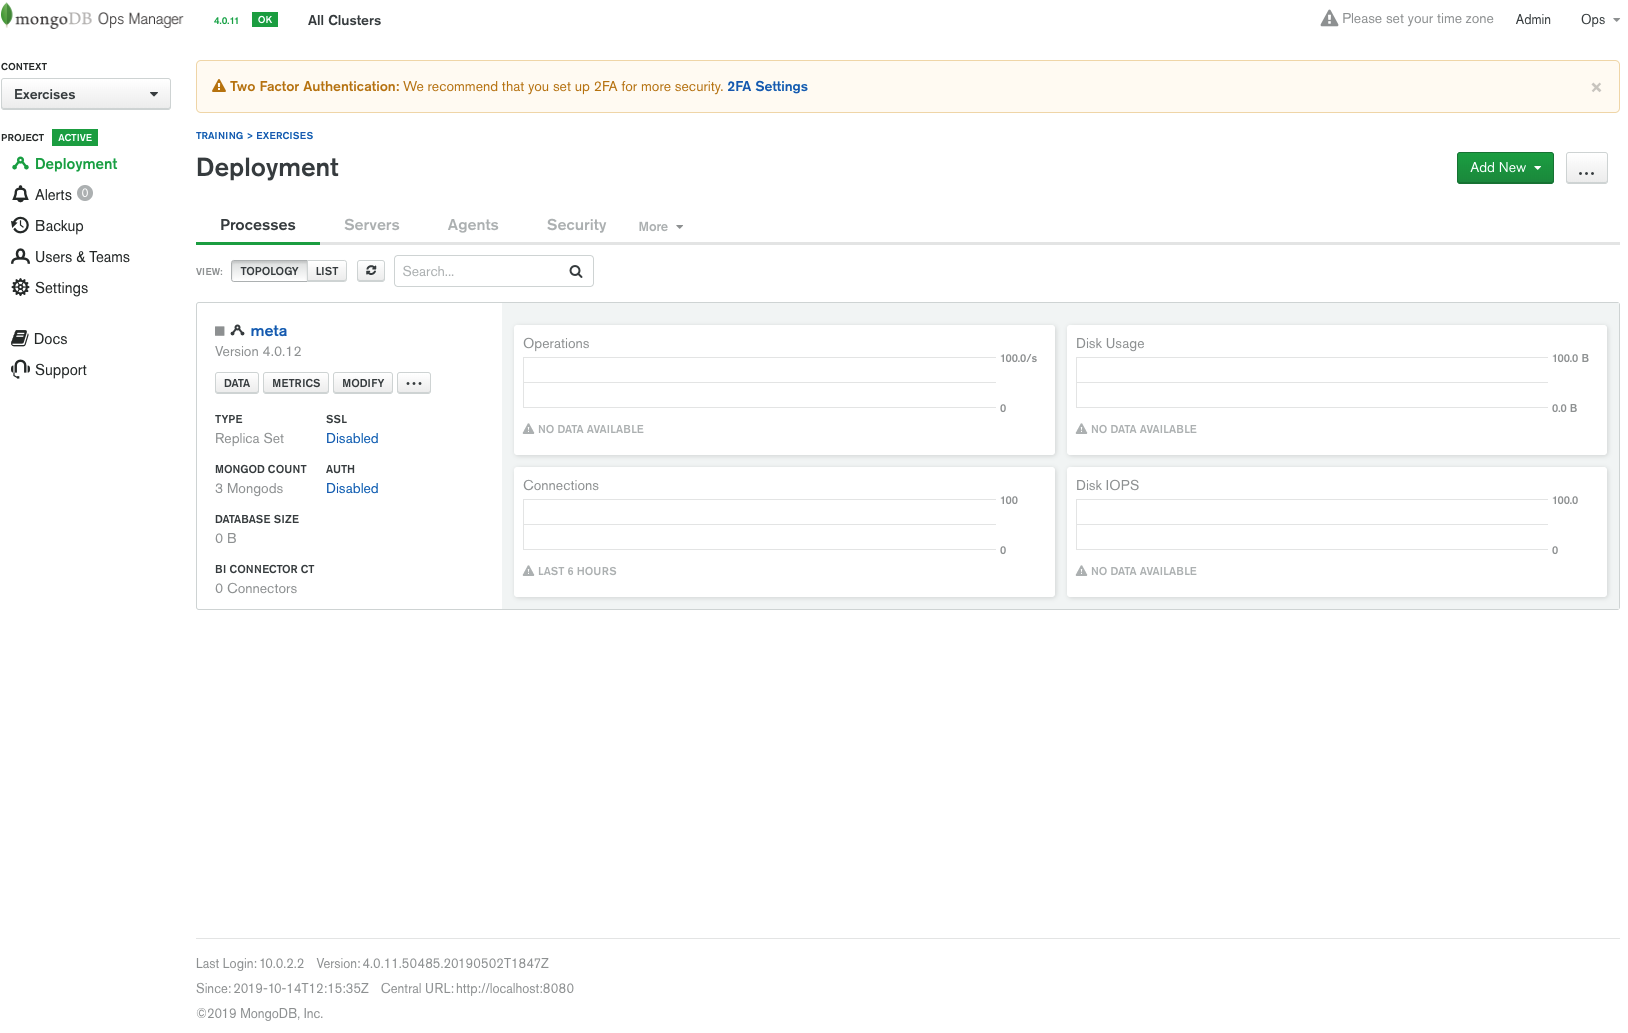 mongoDB Ops Manager 4.0.11 OK All Clusters Please set your time zone Admin Ops
CONTEXT
Exercises
PROJECT ACTIVE
Deployment
Alerts 0
Backup
Users & Teams
Settings
Docs
Support
Two Factor Authentication: We recommend that you set up 2FA for more security. 2FA Settings ×
TRAINING > EXERCISES
Deployment
Add New ...
Processes Servers Agents Security More
VIEW: TOPOLOGY LIST Search...
meta
Version 4.0.12
DATA METRICS MODIFY •••
TYPE SSL
Replica Set Disabled
MONGOD COUNT AUTH
3 Mongods Disabled
DATABASE SIZE
0 B
BI CONNECTOR CT
0 Connectors
Operations
100.0/s
0
NO DATA AVAILABLE
Disk Usage
100.0 B
0.0 B
NO DATA AVAILABLE
Connections
100
0
LAST 6 HOURS
Disk IOPS
100.0
0
NO DATA AVAILABLE
Last Login: 10.0.2.2 Version: 4.0.11.50485.20190502T1847Z
Since: 2019-10-14T12:15:35Z Central URL: http://localhost:8080
©2019 MongoDB, Inc.